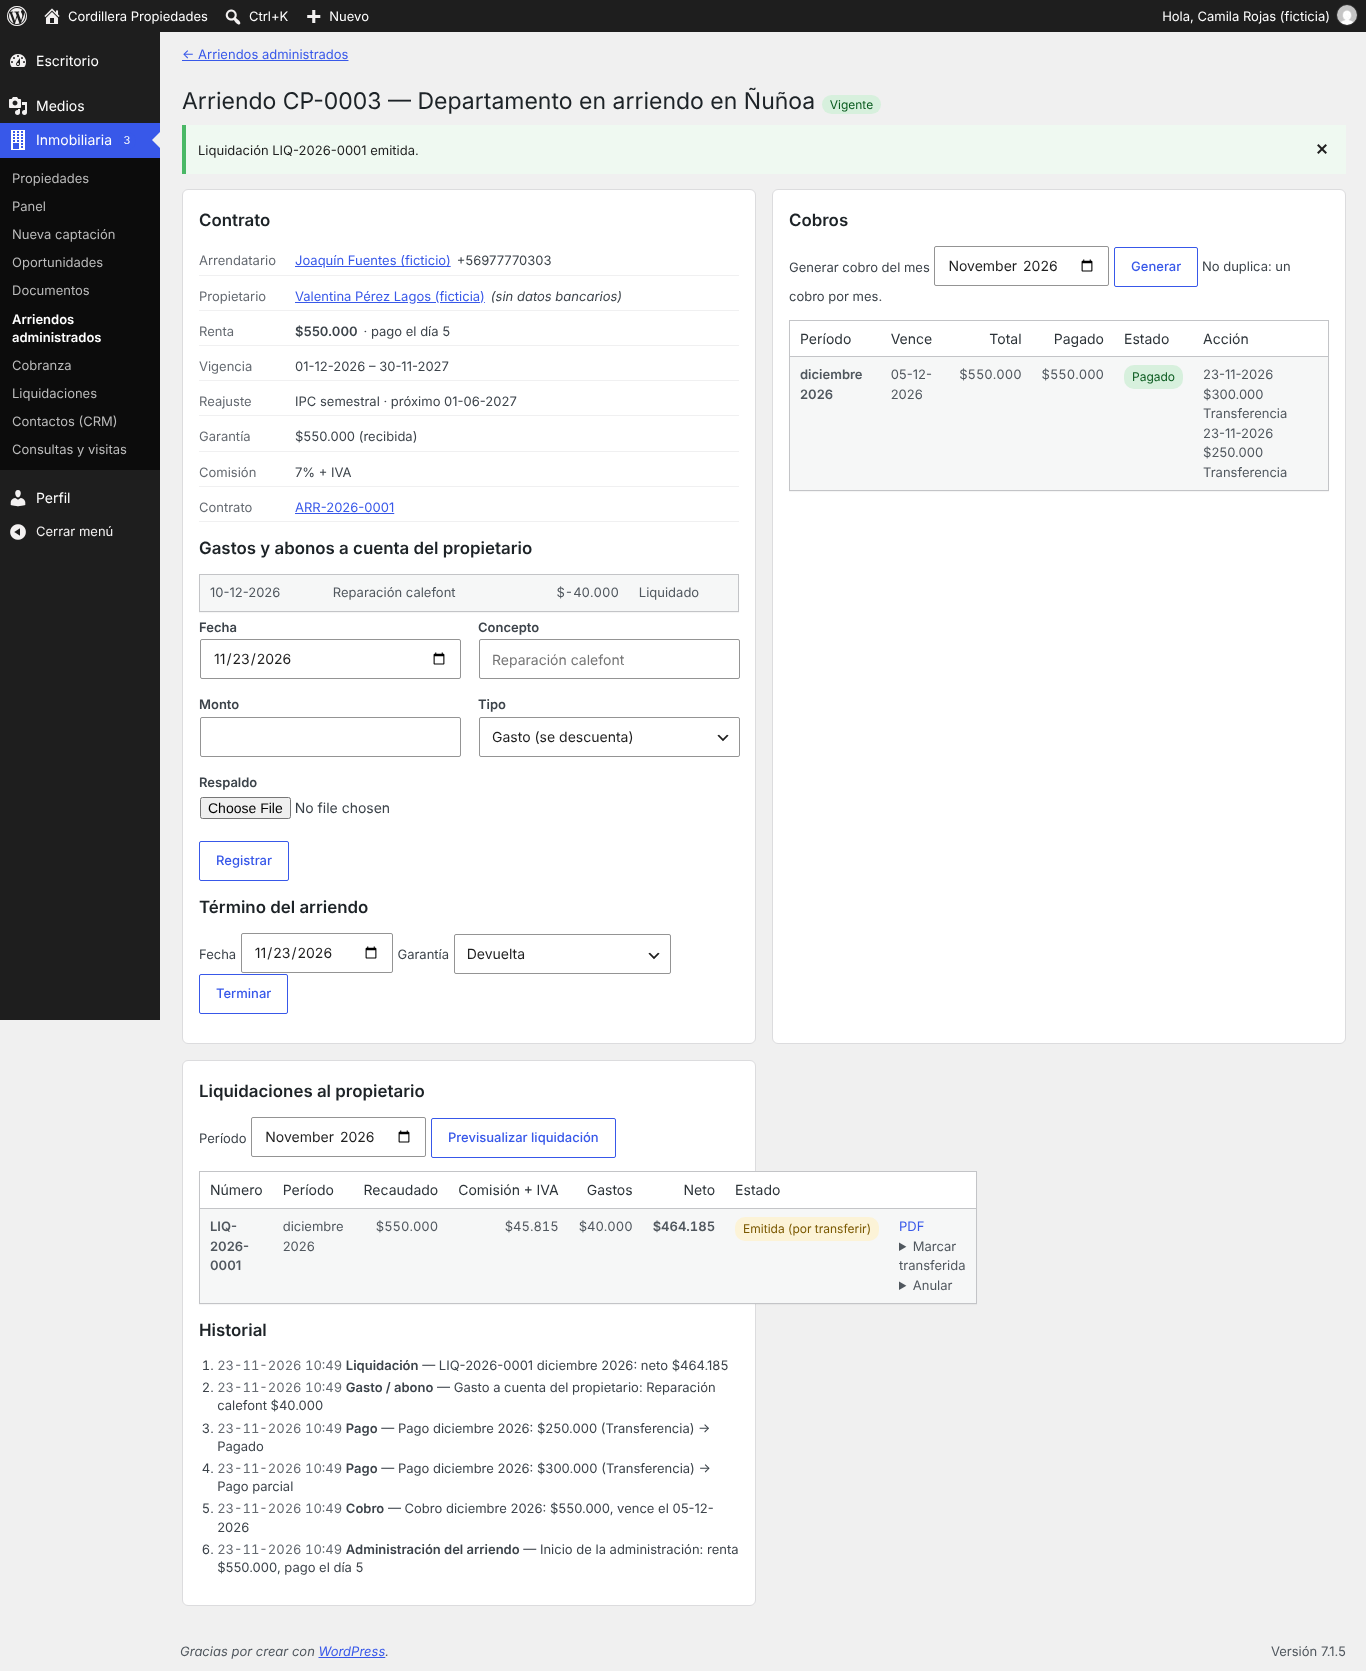 Cordillera Propiedades
Ctrl+K
Nuevo
Hola, Camila Rojas (ficticia)
Escritorio
Medios
Inmobiliaria 3
Propiedades
Panel
Nueva captación
Oportunidades
Documentos
Arriendos
administrados
Cobranza
Liquidaciones
Contactos (CRM)
Consultas y visitas
Perfil
Cerrar menú
← Arriendos administrados
Arriendo CP-0003 — Departamento en arriendo en Ñuñoa Vigente
Liquidación LIQ-2026-0001 emitida.
Contrato
Arrendatario Joaquín Fuentes (ficticio) +56977770303
Propietario Valentina Pérez Lagos (ficticia) (sin datos bancarios)
Renta $550.000 · pago el día 5
Vigencia 01-12-2026 – 30-11-2027
Reajuste IPC semestral · próximo 01-06-2027
Garantía $550.000 (recibida)
Comisión 7% + IVA
Contrato ARR-2026-0001
Gastos y abonos a cuenta del propietario
10-12-2026 Reparación calefont $-40.000 Liquidado
Fecha Concepto
11/23/2026 Reparación calefont
Monto Tipo
Gasto (se descuenta)
Respaldo
Choose File No file chosen
Registrar
Término del arriendo
Fecha 11/23/2026 Garantía Devuelta
Terminar
Cobros
Generar cobro del mes November 2026 Generar No duplica: un
cobro por mes.
Período Vence Total Pagado Estado Acción
diciembre 05-12- $550.000 $550.000 Pagado 23-11-2026
2026 2026 $300.000
Transferencia
23-11-2026
$250.000
Transferencia
Liquidaciones al propietario
Período November 2026 Previsualizar liquidación
Número Período Recaudado Comisión + IVA Gastos Neto Estado
LIQ- diciembre $550.000 $45.815 $40.000 $464.185 Emitida (por transferir) PDF
2026- 2026 ▶ Marcar
0001 transferida
▶ Anular
Historial
1. 23-11-2026 10:49 Liquidación — LIQ-2026-0001 diciembre 2026: neto $464.185
2. 23-11-2026 10:49 Gasto / abono — Gasto a cuenta del propietario: Reparación
calefont $40.000
3. 23-11-2026 10:49 Pago — Pago diciembre 2026: $250.000 (Transferencia) →
Pagado
4. 23-11-2026 10:49 Pago — Pago diciembre 2026: $300.000 (Transferencia) →
Pago parcial
5. 23-11-2026 10:49 Cobro — Cobro diciembre 2026: $550.000, vence el 05-12-
2026
6. 23-11-2026 10:49 Administración del arriendo — Inicio de la administración: renta
$550.000, pago el día 5
Gracias por crear con WordPress.
Versión 7.1.5